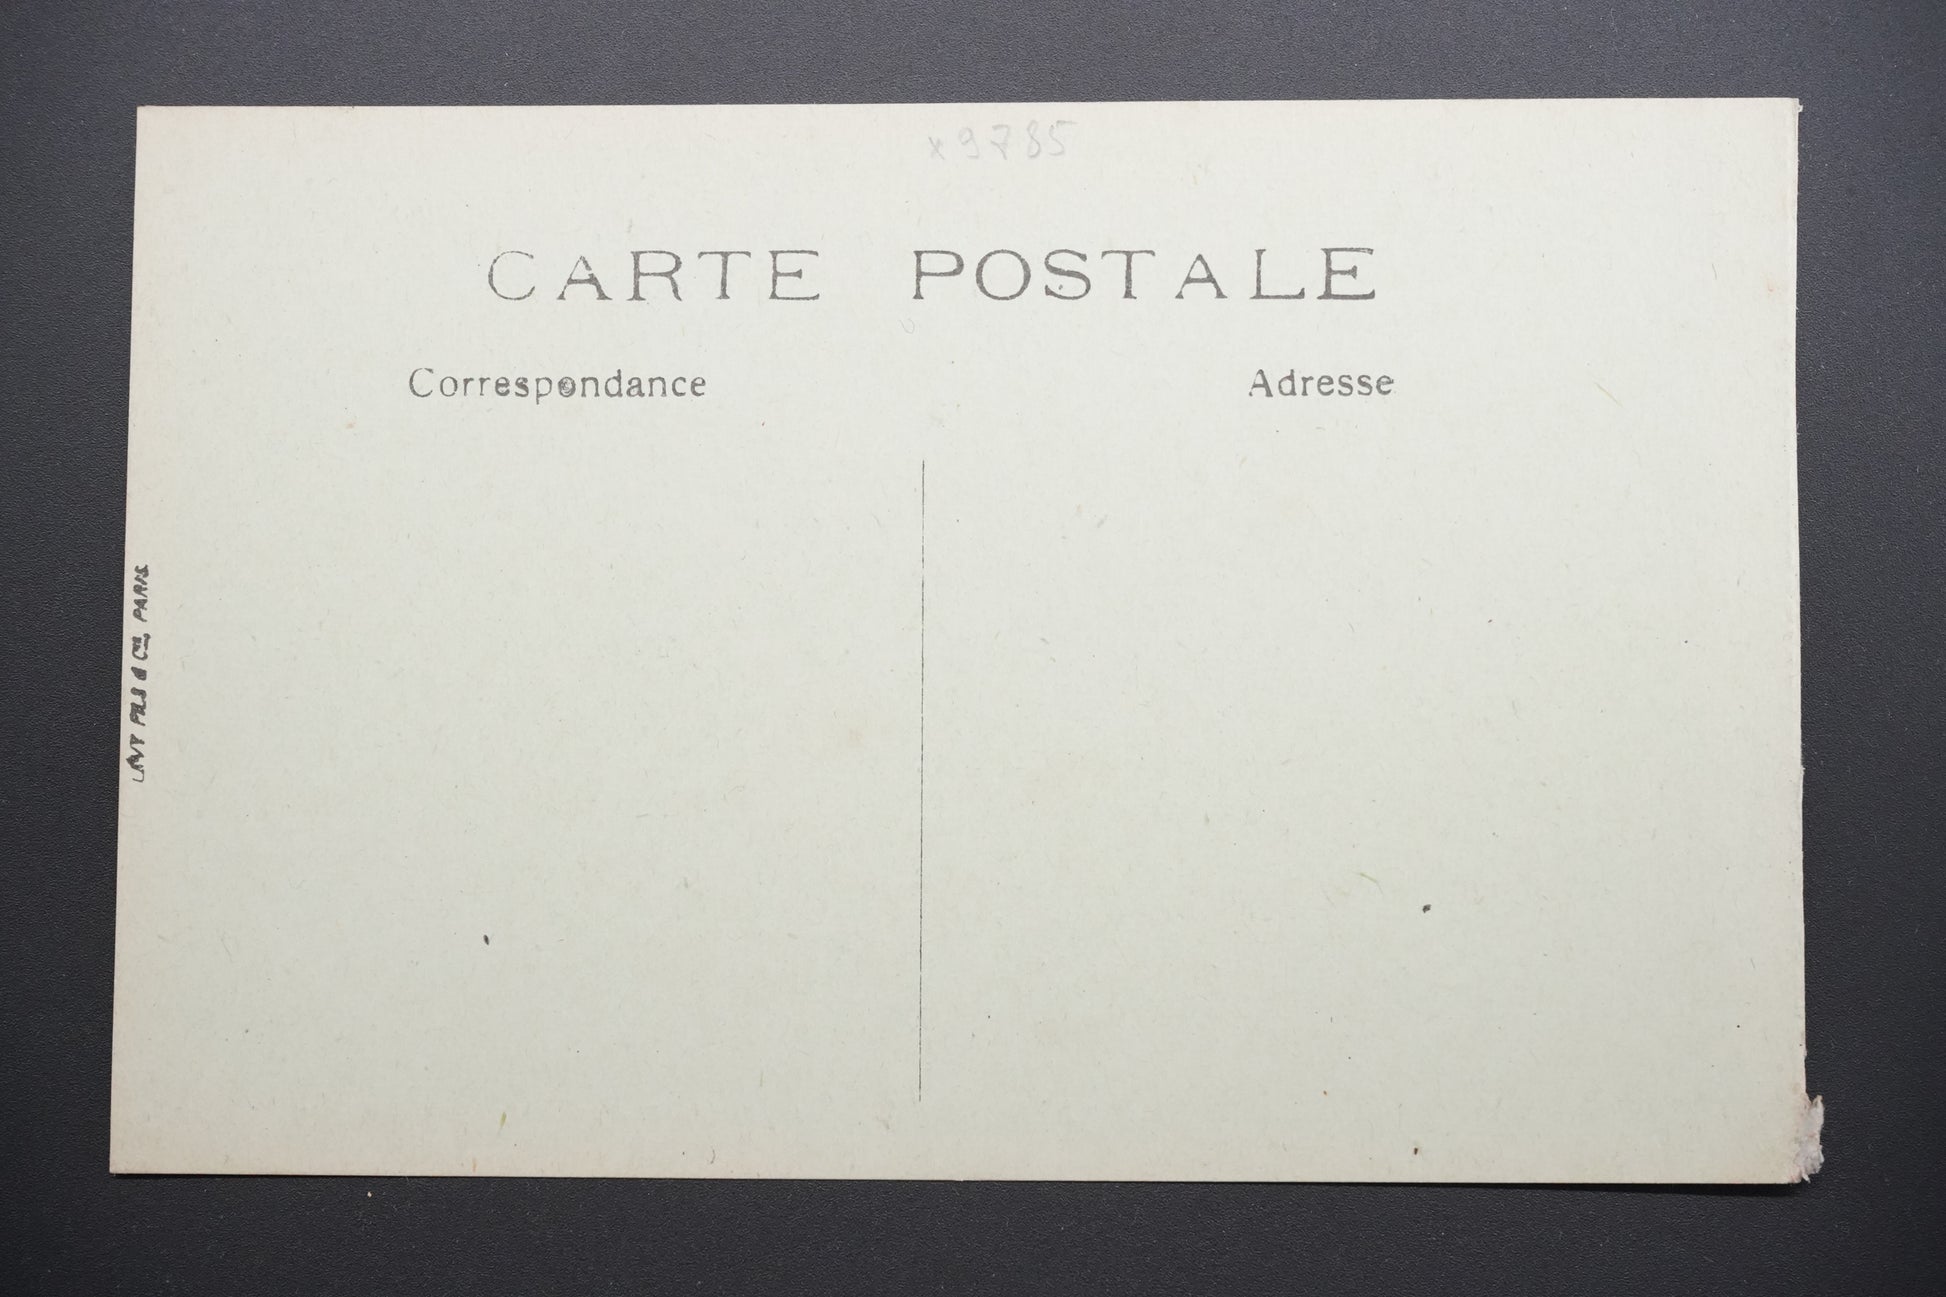 x9785
CARTE POSTALE
Correspondance
Adresse
LÉVY FILS & Cie, PARIS